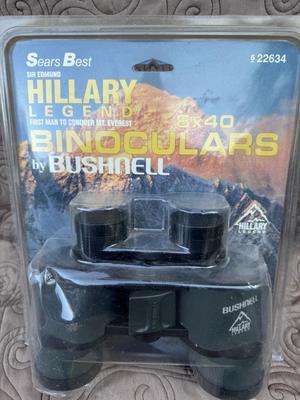 Sears Best
6 22634
SIR EDMUND
HILLARY
LEGEND
FIRST MAN TO CONQUER MT. EVEREST
8x40
BINOCULARS
by BUSHNELL
HILLARY
LEGEND
BUSHNELL
HILLARY
LEGEND